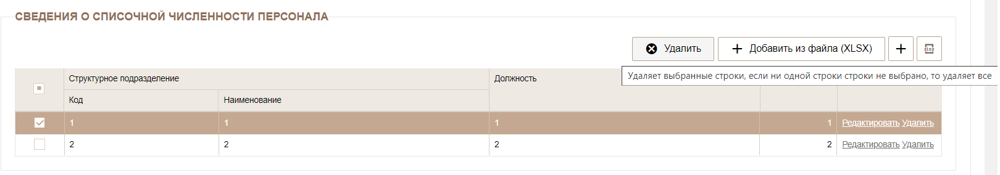 СВЕДЕНИЯ О СПИСОЧНОЙ ЧИСЛЕННОСТИ ПЕРСОНАЛА
Удалить
Добавить из файла (XLSX)
xlsx
Удаляет выбранные строки, если ни одной строки строки не выбрано, то удаляет все
Структурное подразделение
Должность
Код
Наименование
1 1 1 1 Редактировать Удалить
2 2 2 2 Редактировать Удалить